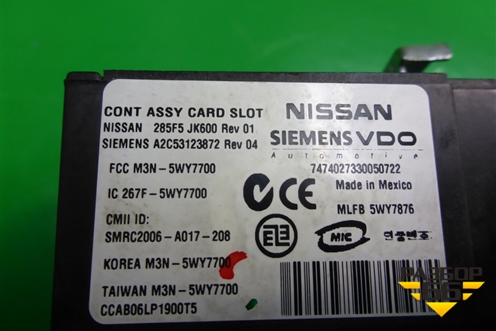 CONT ASSY CARD SLOT
NISSAN 285F5 JK600 Rev 01
SIEMENS A2C53123872 Rev 04
FCC M3N-5WY7700
IC 267F-5WY7700
CMII ID:
SMRC2006-A017-208
KOREA M3N-5WY7700
TAIWAN M3N-5WY7700
CCAB06LP1900T5
NISSAN
SIEMENS VDO
Automotive
7474027330050722
Made in Mexico
MLFB 5WY7876
CE
MIC
РАЗБОР